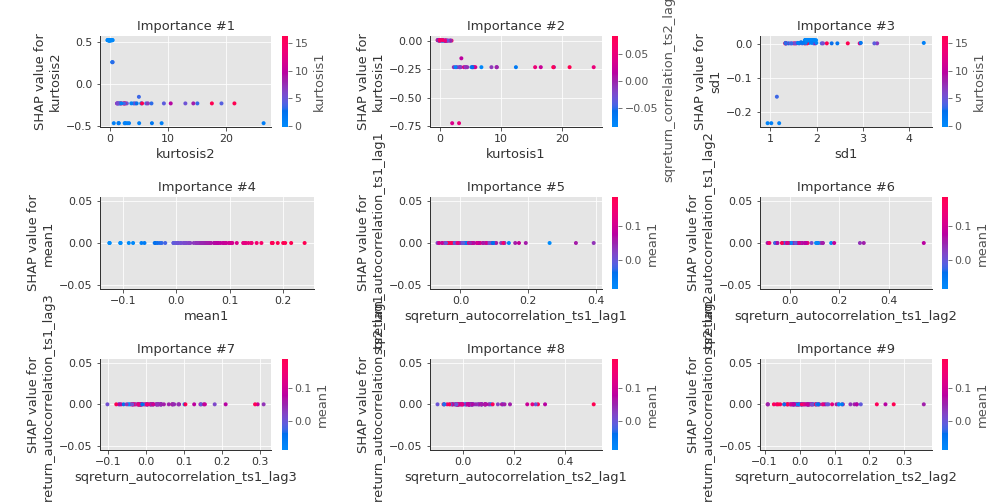 Importance #1
SHAP value for
kurtosis2
0.5
0.0
−0.5
0
10
20
kurtosis2
15
10
5
0
kurtosis1
Importance #2
SHAP value for
kurtosis1
0.00
−0.25
−0.50
−0.75
0
10
20
kurtosis1
0.05
0.00
−0.05
sqreturn_correlation_ts2_lag
Importance #3
SHAP value for
sd1
0.0
−0.1
−0.2
1
2
3
4
sd1
15
10
5
0
kurtosis1
Importance #4
SHAP value for
mean1
0.05
0.00
−0.05
−0.1
0.0
0.1
0.2
mean1
0.1
0.0
mean1
Importance #5
SHAP value for
sqreturn_autocorrelation_ts1_lag1
0.05
0.00
−0.05
0.0
0.2
0.4
sqreturn_autocorrelation_ts1_lag1
0.1
0.0
mean1
Importance #6
SHAP value for
sqreturn_autocorrelation_ts1_lag2
0.05
0.00
−0.05
0.0
0.2
0.4
sqreturn_autocorrelation_ts1_lag2
0.1
0.0
mean1
Importance #7
SHAP value for
return_autocorrelation_ts1_lag3
0.05
0.00
−0.05
−0.1
0.0
0.1
0.2
0.3
sqreturn_autocorrelation_ts1_lag3
0.1
0.0
mean1
Importance #8
SHAP value for
return_autocorrelation_ts2_lag1
0.05
0.00
−0.05
0.0
0.2
0.4
sqreturn_autocorrelation_ts2_lag1
0.1
0.0
mean1
Importance #9
SHAP value for
return_autocorrelation_ts2_lag2
0.05
0.00
−0.05
−0.1
0.0
0.1
0.2
0.3
sqreturn_autocorrelation_ts2_lag2
0.1
0.0
mean1